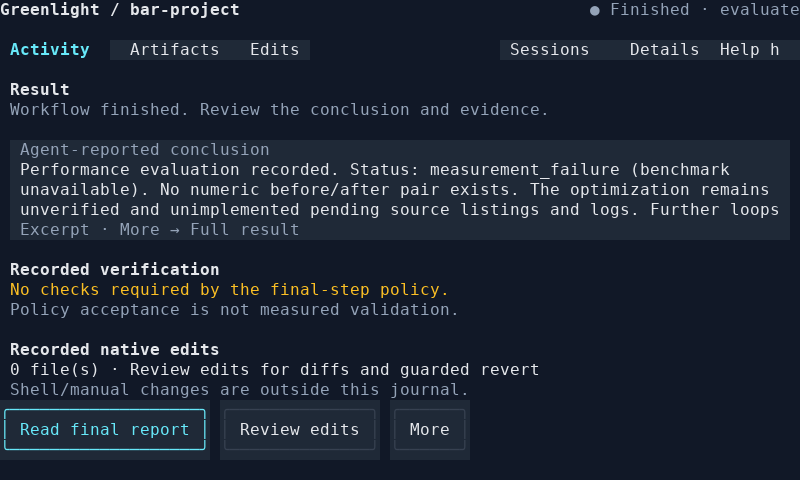 Greenlight / bar-project ● Finished · evaluate
Activity Artifacts Edits Sessions Details Help h
Result
Workflow finished. Review the conclusion and evidence.
Agent-reported conclusion
Performance evaluation recorded. Status: measurement_failure (benchmark
unavailable). No numeric before/after pair exists. The optimization remains
unverified and unimplemented pending source listings and logs. Further loops
Excerpt · More → Full result
Recorded verification
No checks required by the final-step policy.
Policy acceptance is not measured validation.
Recorded native edits
0 file(s) · Review edits for diffs and guarded revert
Shell/manual changes are outside this journal.
Read final report Review edits More